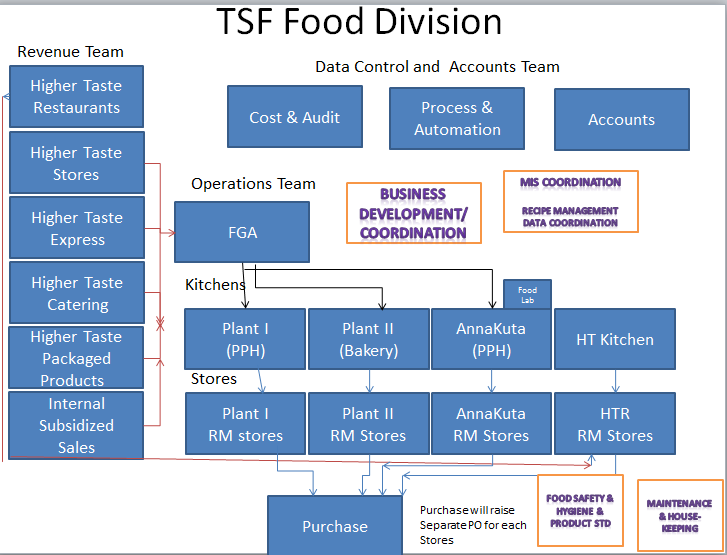 TSF Food Division
Revenue Team
Data Control and Accounts Team
Higher Taste
Restaurants
Cost & Audit
Process &
Automation
Accounts
Higher Taste
Stores
Operations Team
BUSINESS
DEVELOPMENT/
COORDINATION
MIS COORDINATION
RECIPE MANAGEMENT
DATA COORDINATION
Higher Taste
Express
FGA
Higher Taste
Catering
Kitchens
Food
Lab
Plant I
(PPH)
Plant II
(Bakery)
AnnaKuta
(PPH)
HT Kitchen
Higher Taste
Packaged
Products
Stores
Internal
Subsidized
Sales
Plant I
RM stores
Plant II
RM Stores
AnnaKuta
RM Stores
HTR
RM Stores
Purchase
Purchase will raise
Separate PO for each
Stores
FOOD SAFETY &
HYGIENE &
PRODUCT STD
MAINTENANCE
& HOUSE-
KEEPING